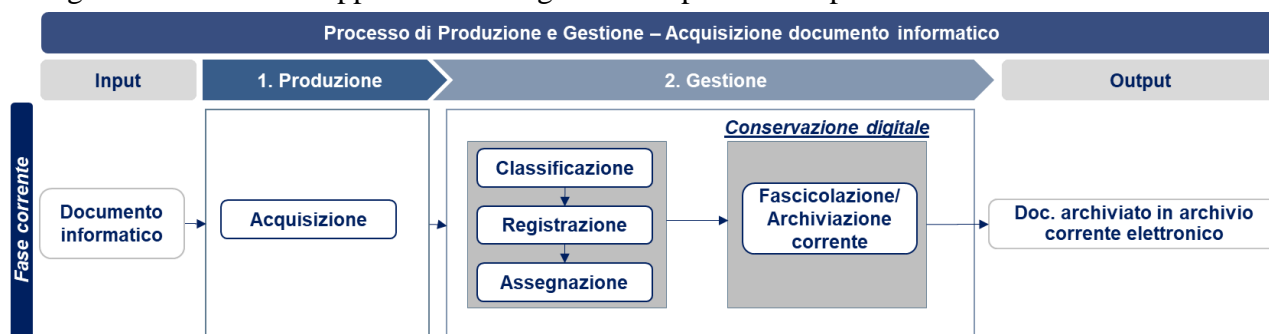 Processo di Produzione e Gestione – Acquisizione documento informatico
Input
1. Produzione
2. Gestione
Output
Fase corrente
Documento
informatico
Acquisizione
Classificazione
Registrazione
Assegnazione
Conservazione digitale
Fascicolazione/
Archiviazione
corrente
Doc. archiviato in archivio
corrente elettronico